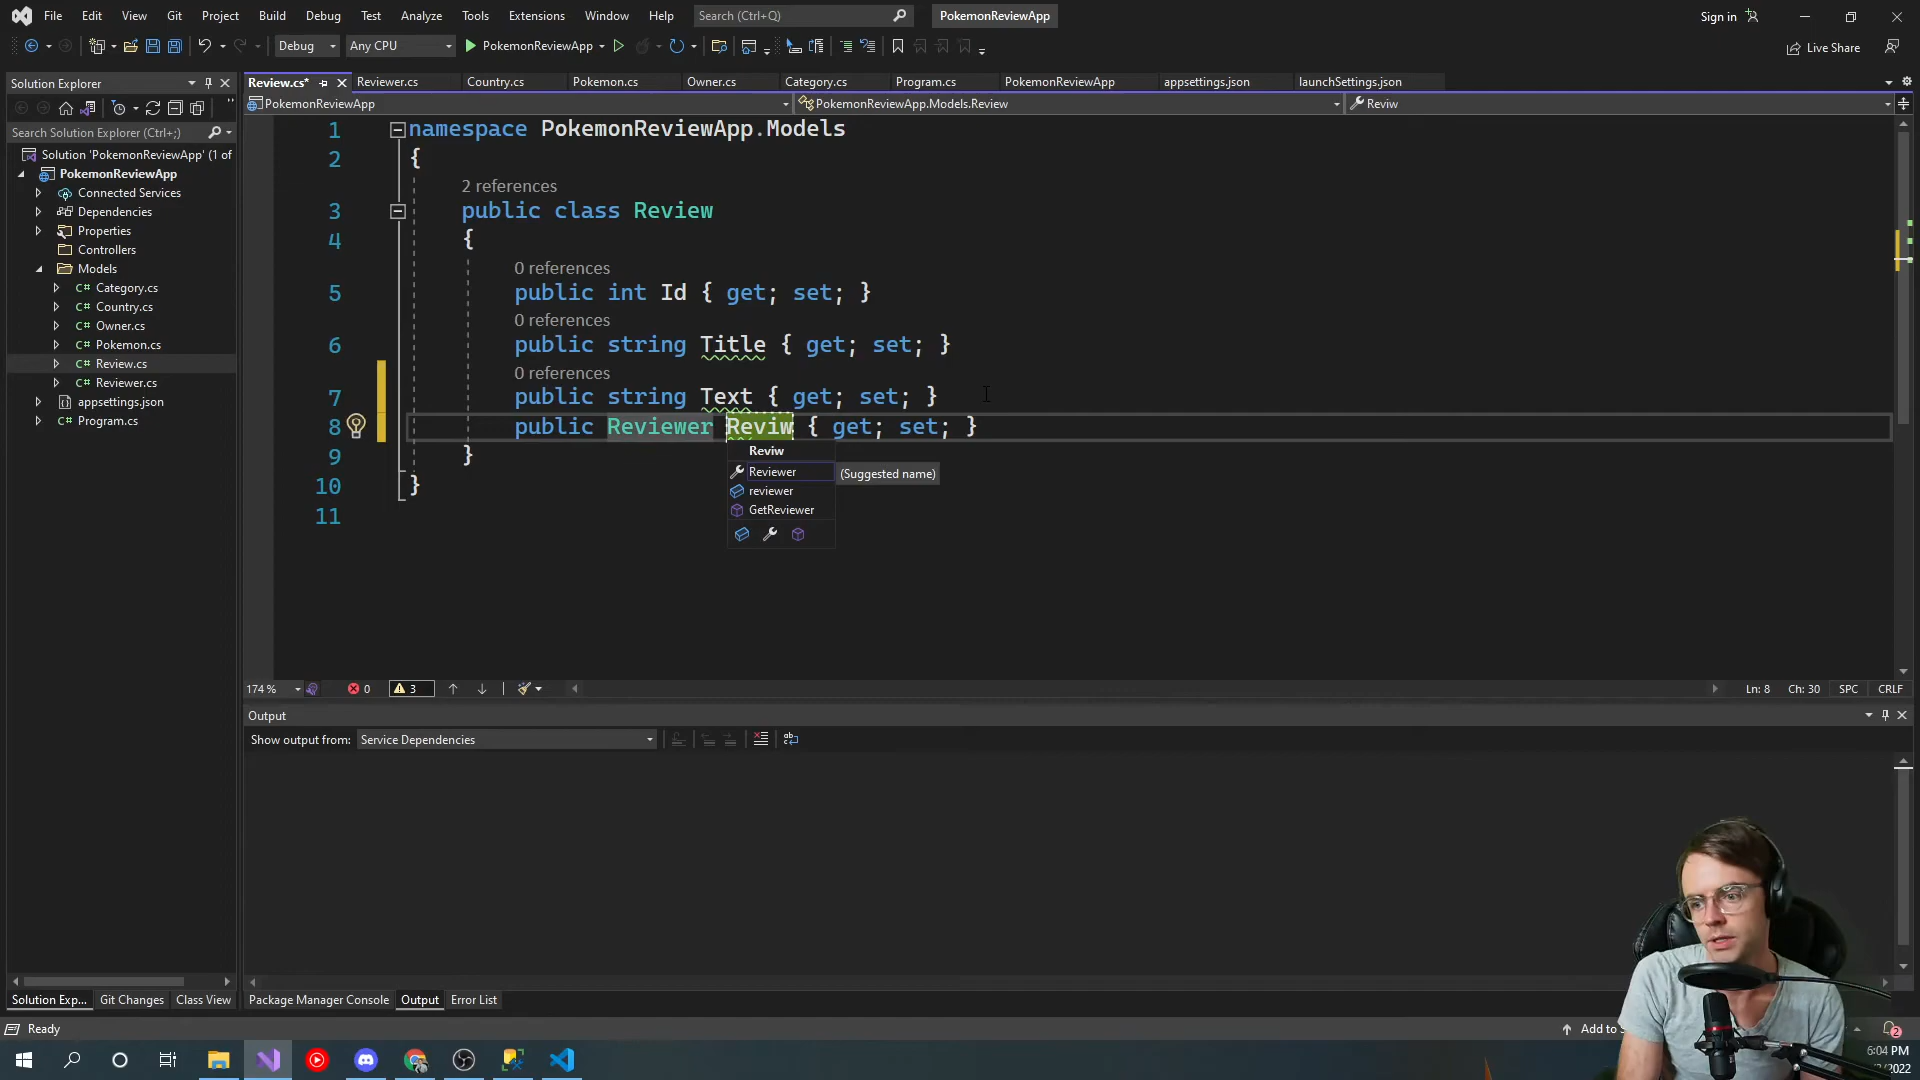 File Edit View Git Project Build Debug Test Analyze Tools Extensions Window Help Search (Ctrl+Q) PokemonReviewApp Sign in
Debug Any CPU PokemonReviewApp Live Share
Solution Explorer
Search Solution Explorer (Ctrl+;)
Solution 'PokemonReviewApp' (1 of
PokemonReviewApp
Connected Services
Dependencies
Properties
Controllers
Models
C# Category.cs
C# Country.cs
C# Owner.cs
C# Pokemon.cs
C# Review.cs
C# Reviewer.cs
appsettings.json
C# Program.cs
Solution Exp... Git Changes Class View
Review.cs* Reviewer.cs Country.cs Pokemon.cs Owner.cs Category.cs Program.cs PokemonReviewApp appsettings.json launchSettings.json
PokemonReviewApp PokemonReviewApp.Models.Review Reviw
1 namespace PokemonReviewApp.Models
2 {
2 references
3 public class Review
4 {
0 references
5 public int Id { get; set; }
0 references
6 public string Title { get; set; }
0 references
7 public string Text { get; set; }
8 public Reviewer Reviw { get; set; }
9 }
10 }
11
Reviw
Reviewer (Suggested name)
reviewer
GetReviewer
174 % 0 3 Ln: 8 Ch: 30 SPC CRLF
Output
Show output from: Service Dependencies
Package Manager Console Output Error List
Ready Add to
2
6:04 PM
/2022